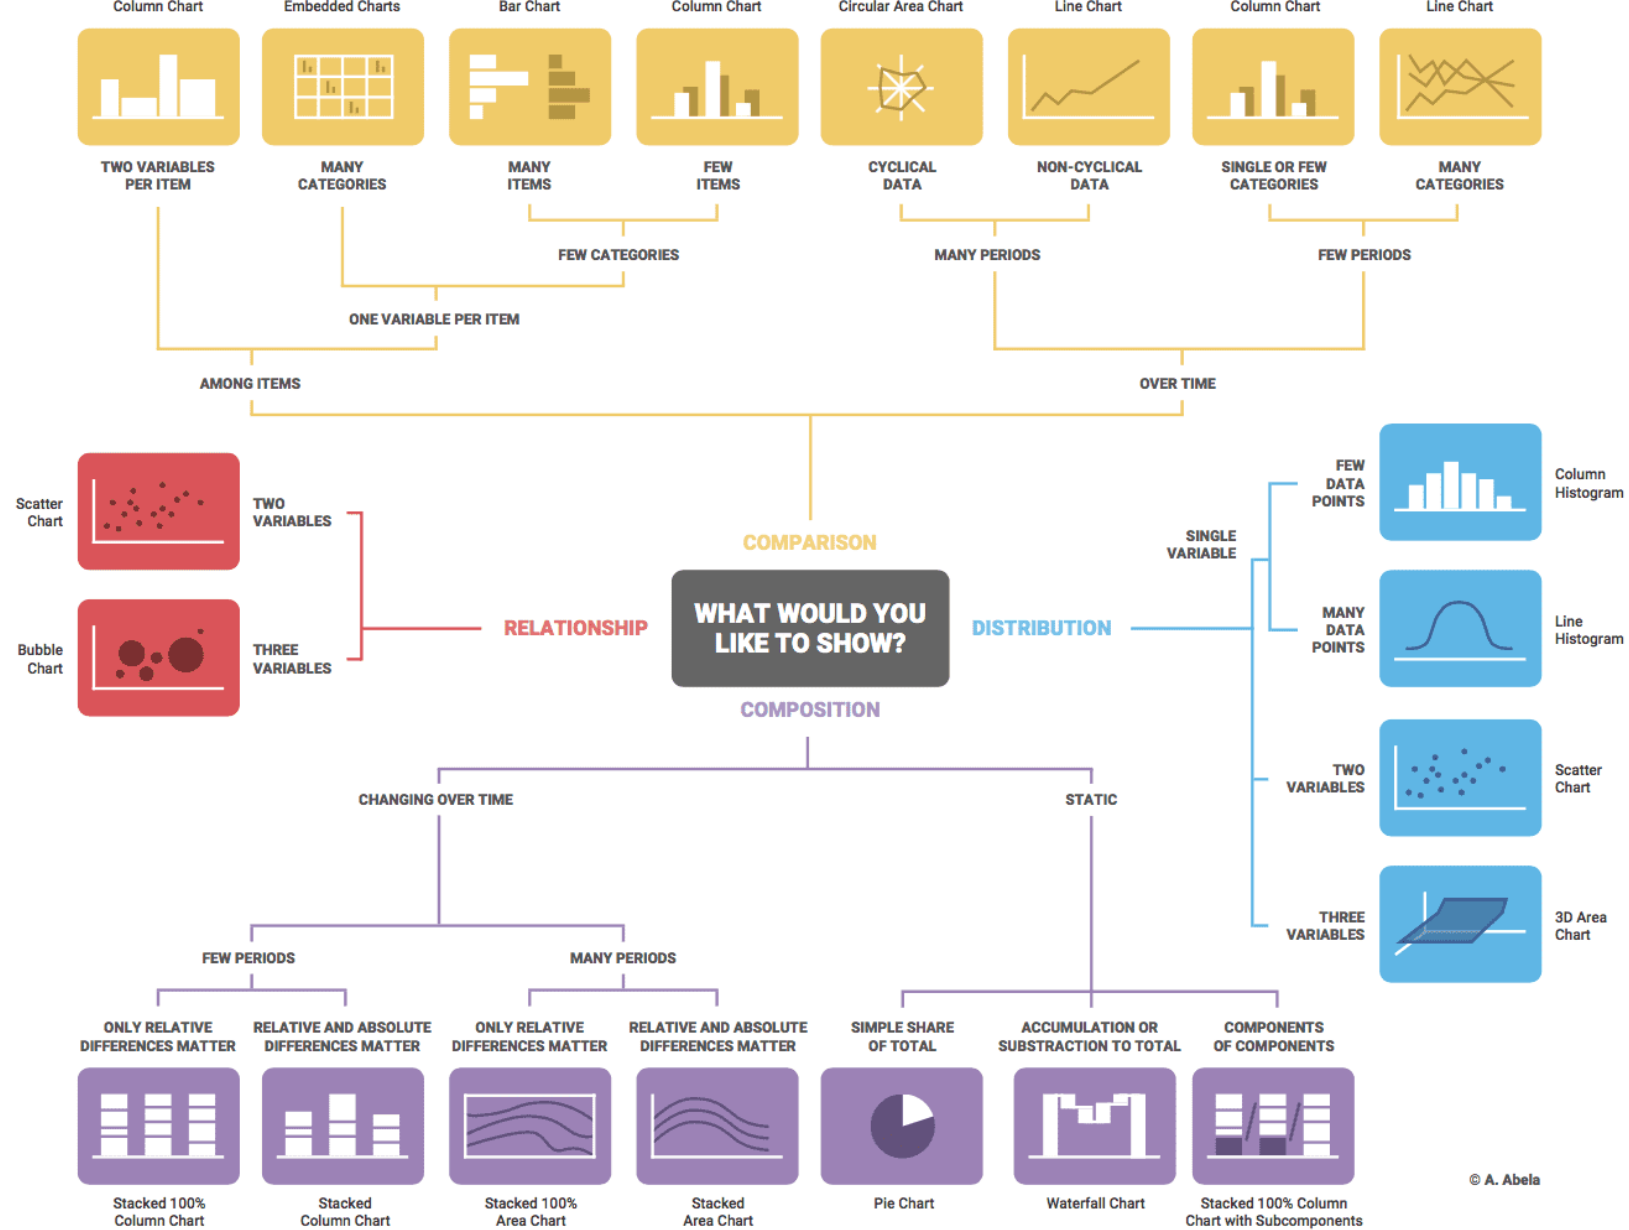 Column Chart
Embedded Charts
Bar Chart
Column Chart
Circular Area Chart
Line Chart
Column Chart
Line Chart
TWO VARIABLES
PER ITEM
MANY
CATEGORIES
MANY
ITEMS
FEW
ITEMS
CYCLICAL
DATA
NON-CYCLICAL
DATA
SINGLE OR FEW
CATEGORIES
MANY
CATEGORIES
FEW CATEGORIES
MANY PERIODS
FEW PERIODS
ONE VARIABLE PER ITEM
AMONG ITEMS
OVER TIME
Scatter
Chart
TWO
VARIABLES
Bubble
Chart
THREE
VARIABLES
RELATIONSHIP
COMPARISON
WHAT WOULD YOU
LIKE TO SHOW?
DISTRIBUTION
COMPOSITION
SINGLE
VARIABLE
FEW
DATA
POINTS
Column
Histogram
MANY
DATA
POINTS
Line
Histogram
TWO
VARIABLES
Scatter
Chart
THREE
VARIABLES
3D Area
Chart
CHANGING OVER TIME
STATIC
FEW PERIODS
MANY PERIODS
ONLY RELATIVE
DIFFERENCES MATTER
RELATIVE AND ABSOLUTE
DIFFERENCES MATTER
ONLY RELATIVE
DIFFERENCES MATTER
RELATIVE AND ABSOLUTE
DIFFERENCES MATTER
SIMPLE SHARE
OF TOTAL
ACCUMULATION OR
SUBSTRACTION TO TOTAL
COMPONENTS
OF COMPONENTS
Stacked 100%
Column Chart
Stacked
Column Chart
Stacked 100%
Area Chart
Stacked
Area Chart
Pie Chart
Waterfall Chart
Stacked 100% Column
Chart with Subcomponents
© A. Abela